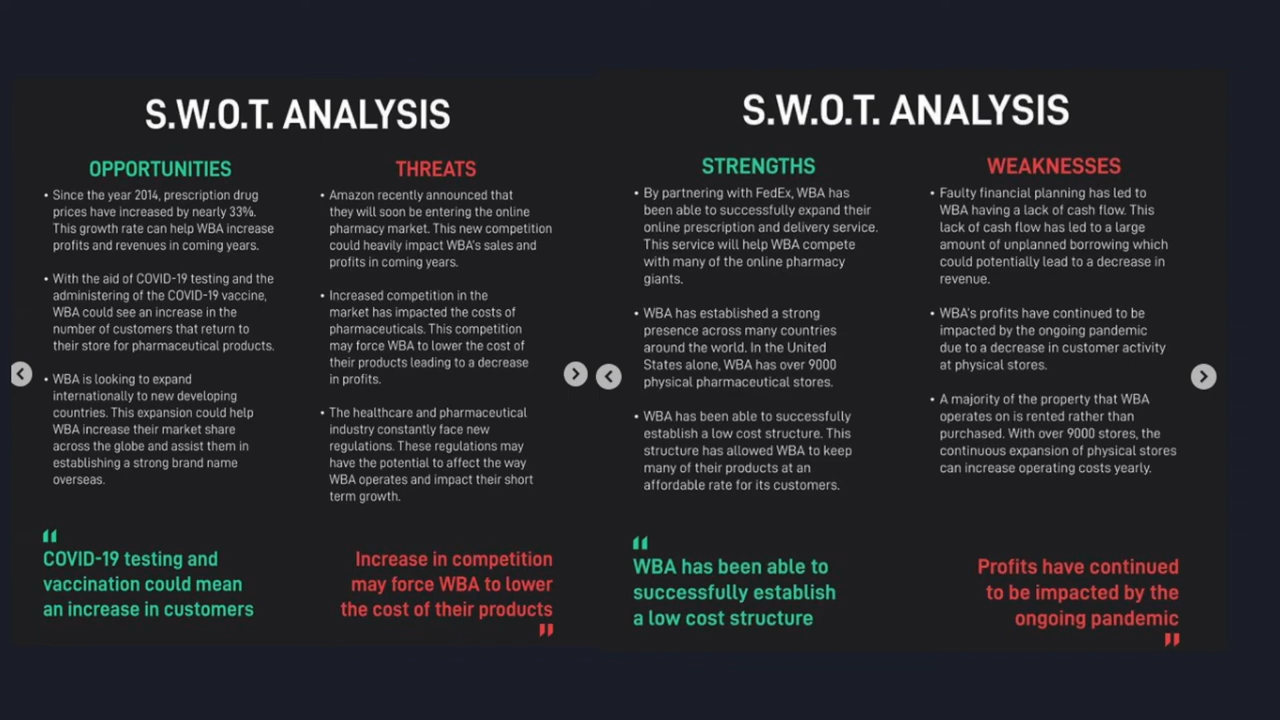 S.W.O.T. ANALYSIS
OPPORTUNITIES
• Since the year 2014, prescription drug
prices have increased by nearly 33%.
This growth rate can help WBA increase
profits and revenues in coming years.
• With the aid of COVID-19 testing and the
administering of the COVID-19 vaccine,
WBA could see an increase in the
number of customers that return to
their store for pharmaceutical products.
• WBA is looking to expand
internationally to new developing
countries. This expansion could help
WBA increase their market share
across the globe and assist them in
establishing a strong brand name
overseas.
"
COVID-19 testing and
vaccination could mean
an increase in customers
THREATS
• Amazon recently announced that
they will soon be entering the online
pharmacy market. This new competition
could heavily impact WBA's sales and
profits in coming years.
• Increased competition in the
market has impacted the costs of
pharmaceuticals. This competition
may force WBA to lower the cost of
their products leading to a decrease
in profits.
• The healthcare and pharmaceutical
industry constantly face new
regulations. These regulations may
have the potential to affect the way
WBA operates and impact their short
term growth.
Increase in competition
may force WBA to lower
the cost of their products
"
S.W.O.T. ANALYSIS
STRENGTHS
• By partnering with FedEx, WBA has
been able to successfully expand their
online prescription and delivery service.
This service will help WBA compete
with many of the online pharmacy
giants.
• WBA has established a strong
presence across many countries
around the world. In the United
States alone, WBA has over 9000
physical pharmaceutical stores.
• WBA has been able to successfully
establish a low cost structure. This
structure has allowed WBA to keep
many of their products at an
affordable rate for its customers.
"
WBA has been able to
successfully establish
a low cost structure
WEAKNESSES
• Faulty financial planning has led to
WBA having a lack of cash flow. This
lack of cash flow has led to a large
amount of unplanned borrowing which
could potentially lead to a decrease in
revenue.
• WBA's profits have continued to be
impacted by the ongoing pandemic
due to a decrease in customer activity
at physical stores.
• A majority of the property that WBA
operates on is rented rather than
purchased. With over 9000 stores, the
continuous expansion of physical stores
can increase operating costs yearly.
Profits have continued
to be impacted by the
ongoing pandemic
"